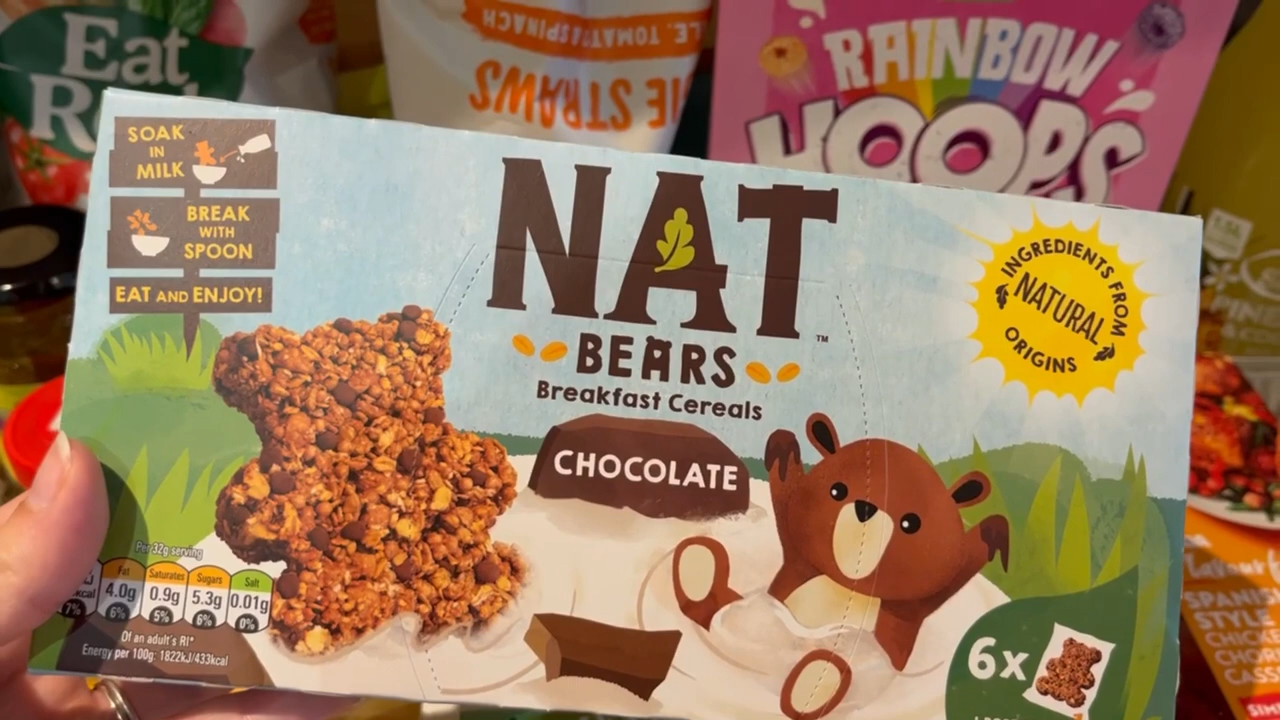 Eat
LE, TOMATO & SPINACH
IE STRAWS
RAINBOW
HOOPS
SOAK
IN
MILK
BREAK
WITH
SPOON
EAT AND ENJOY!
NAT
™
BEARS
Breakfast Cereals
CHOCOLATE
INGREDIENTS FROM
NATURAL
ORIGINS
Per 32g serving
kcal
7%
Fat
4.0g
6%
Saturates
0.9g
5%
Sugars
5.3g
6%
Salt
0.01g
0%
Of an adult's RI*
Energy per 100g: 1822kJ/433kcal
6x
SPANISH
STYLE